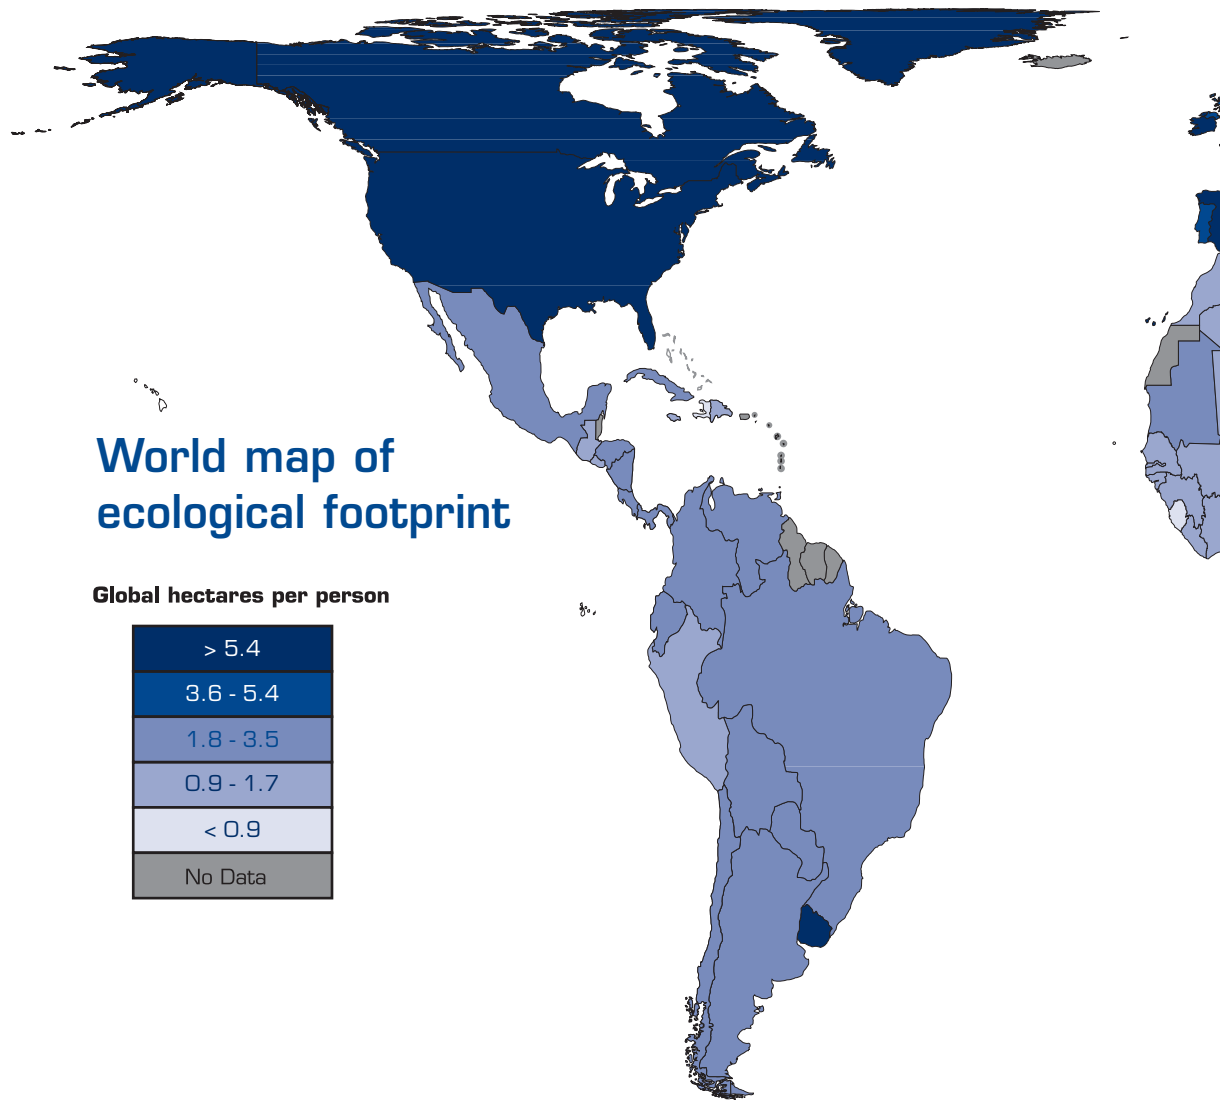 World map of
ecological footprint
Global hectares per person
> 5.4
3.6 - 5.4
1.8 - 3.5
0.9 - 1.7
< 0.9
No Data